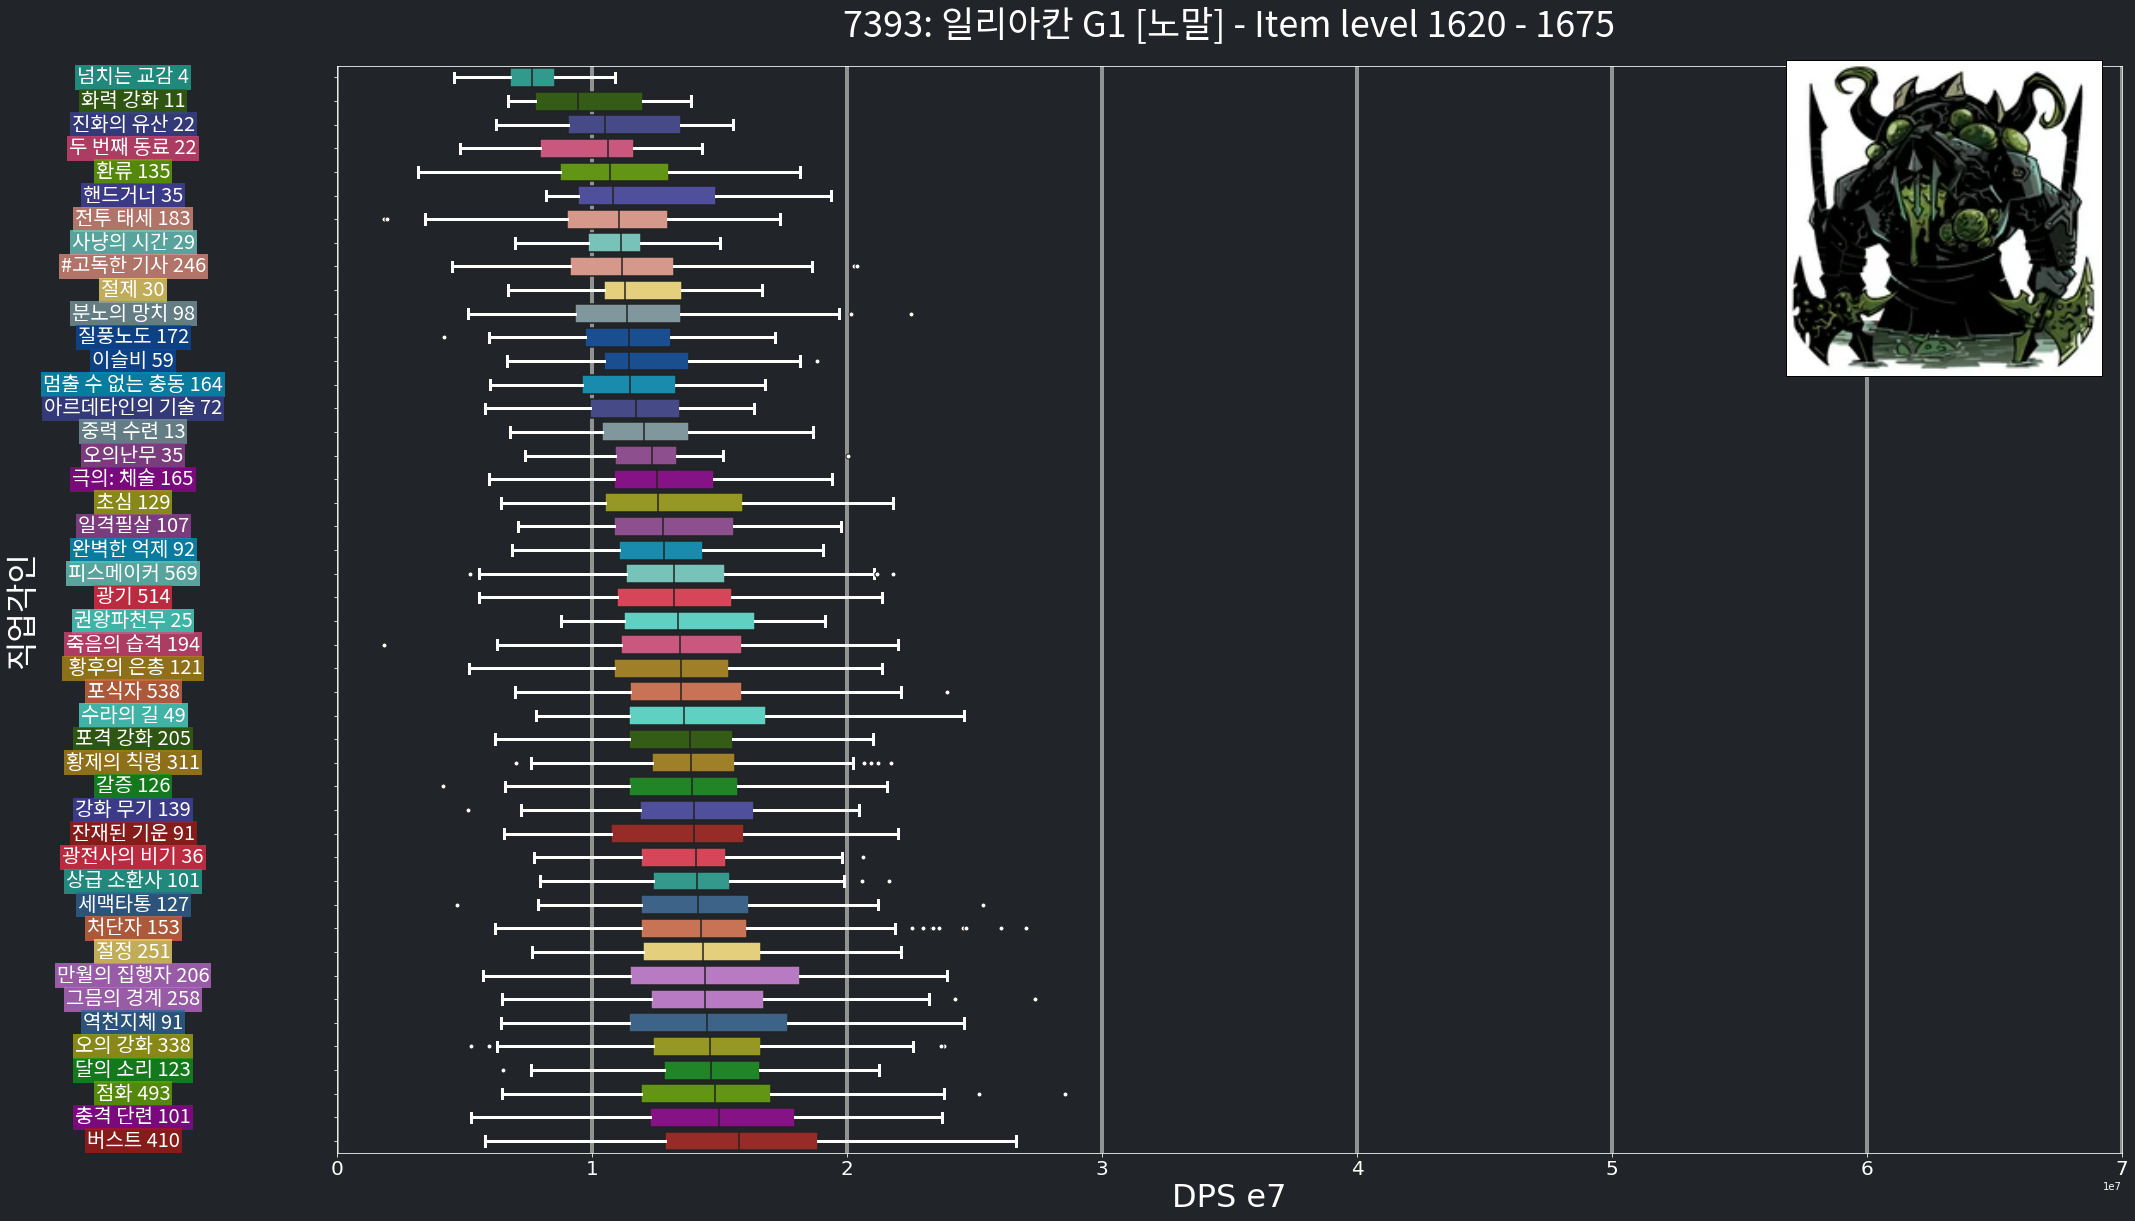 7393: 일리아칸 G1 [노말] - Item level 1620 - 1675
넘치는 교감 4
화력 강화 11
진화의 유산 22
두 번째 동료 22
환류 135
핸드거너 35
전투 태세 183
사냥의 시간 29
#고독한 기사 246
절제 30
분노의 망치 98
질풍노도 172
이슬비 59
멈출 수 없는 충동 164
아르데타인의 기술 72
중력 수련 13
오의난무 35
극의: 체술 165
초심 129
일격필살 107
완벽한 억제 92
피스메이커 569
광기 514
권왕파천무 25
죽음의 습격 194
황후의 은총 121
포식자 538
수라의 길 49
포격 강화 205
황제의 칙령 311
갈증 126
강화 무기 139
잔재된 기운 91
광전사의 비기 36
상급 소환사 101
세맥타통 127
처단자 153
절정 251
만월의 집행자 206
그믐의 경계 258
역천지체 91
오의 강화 338
달의 소리 123
점화 493
충격 단련 101
버스트 410
직업각인
0 1 2 3 4 5 6 7
DPS e7
1e7